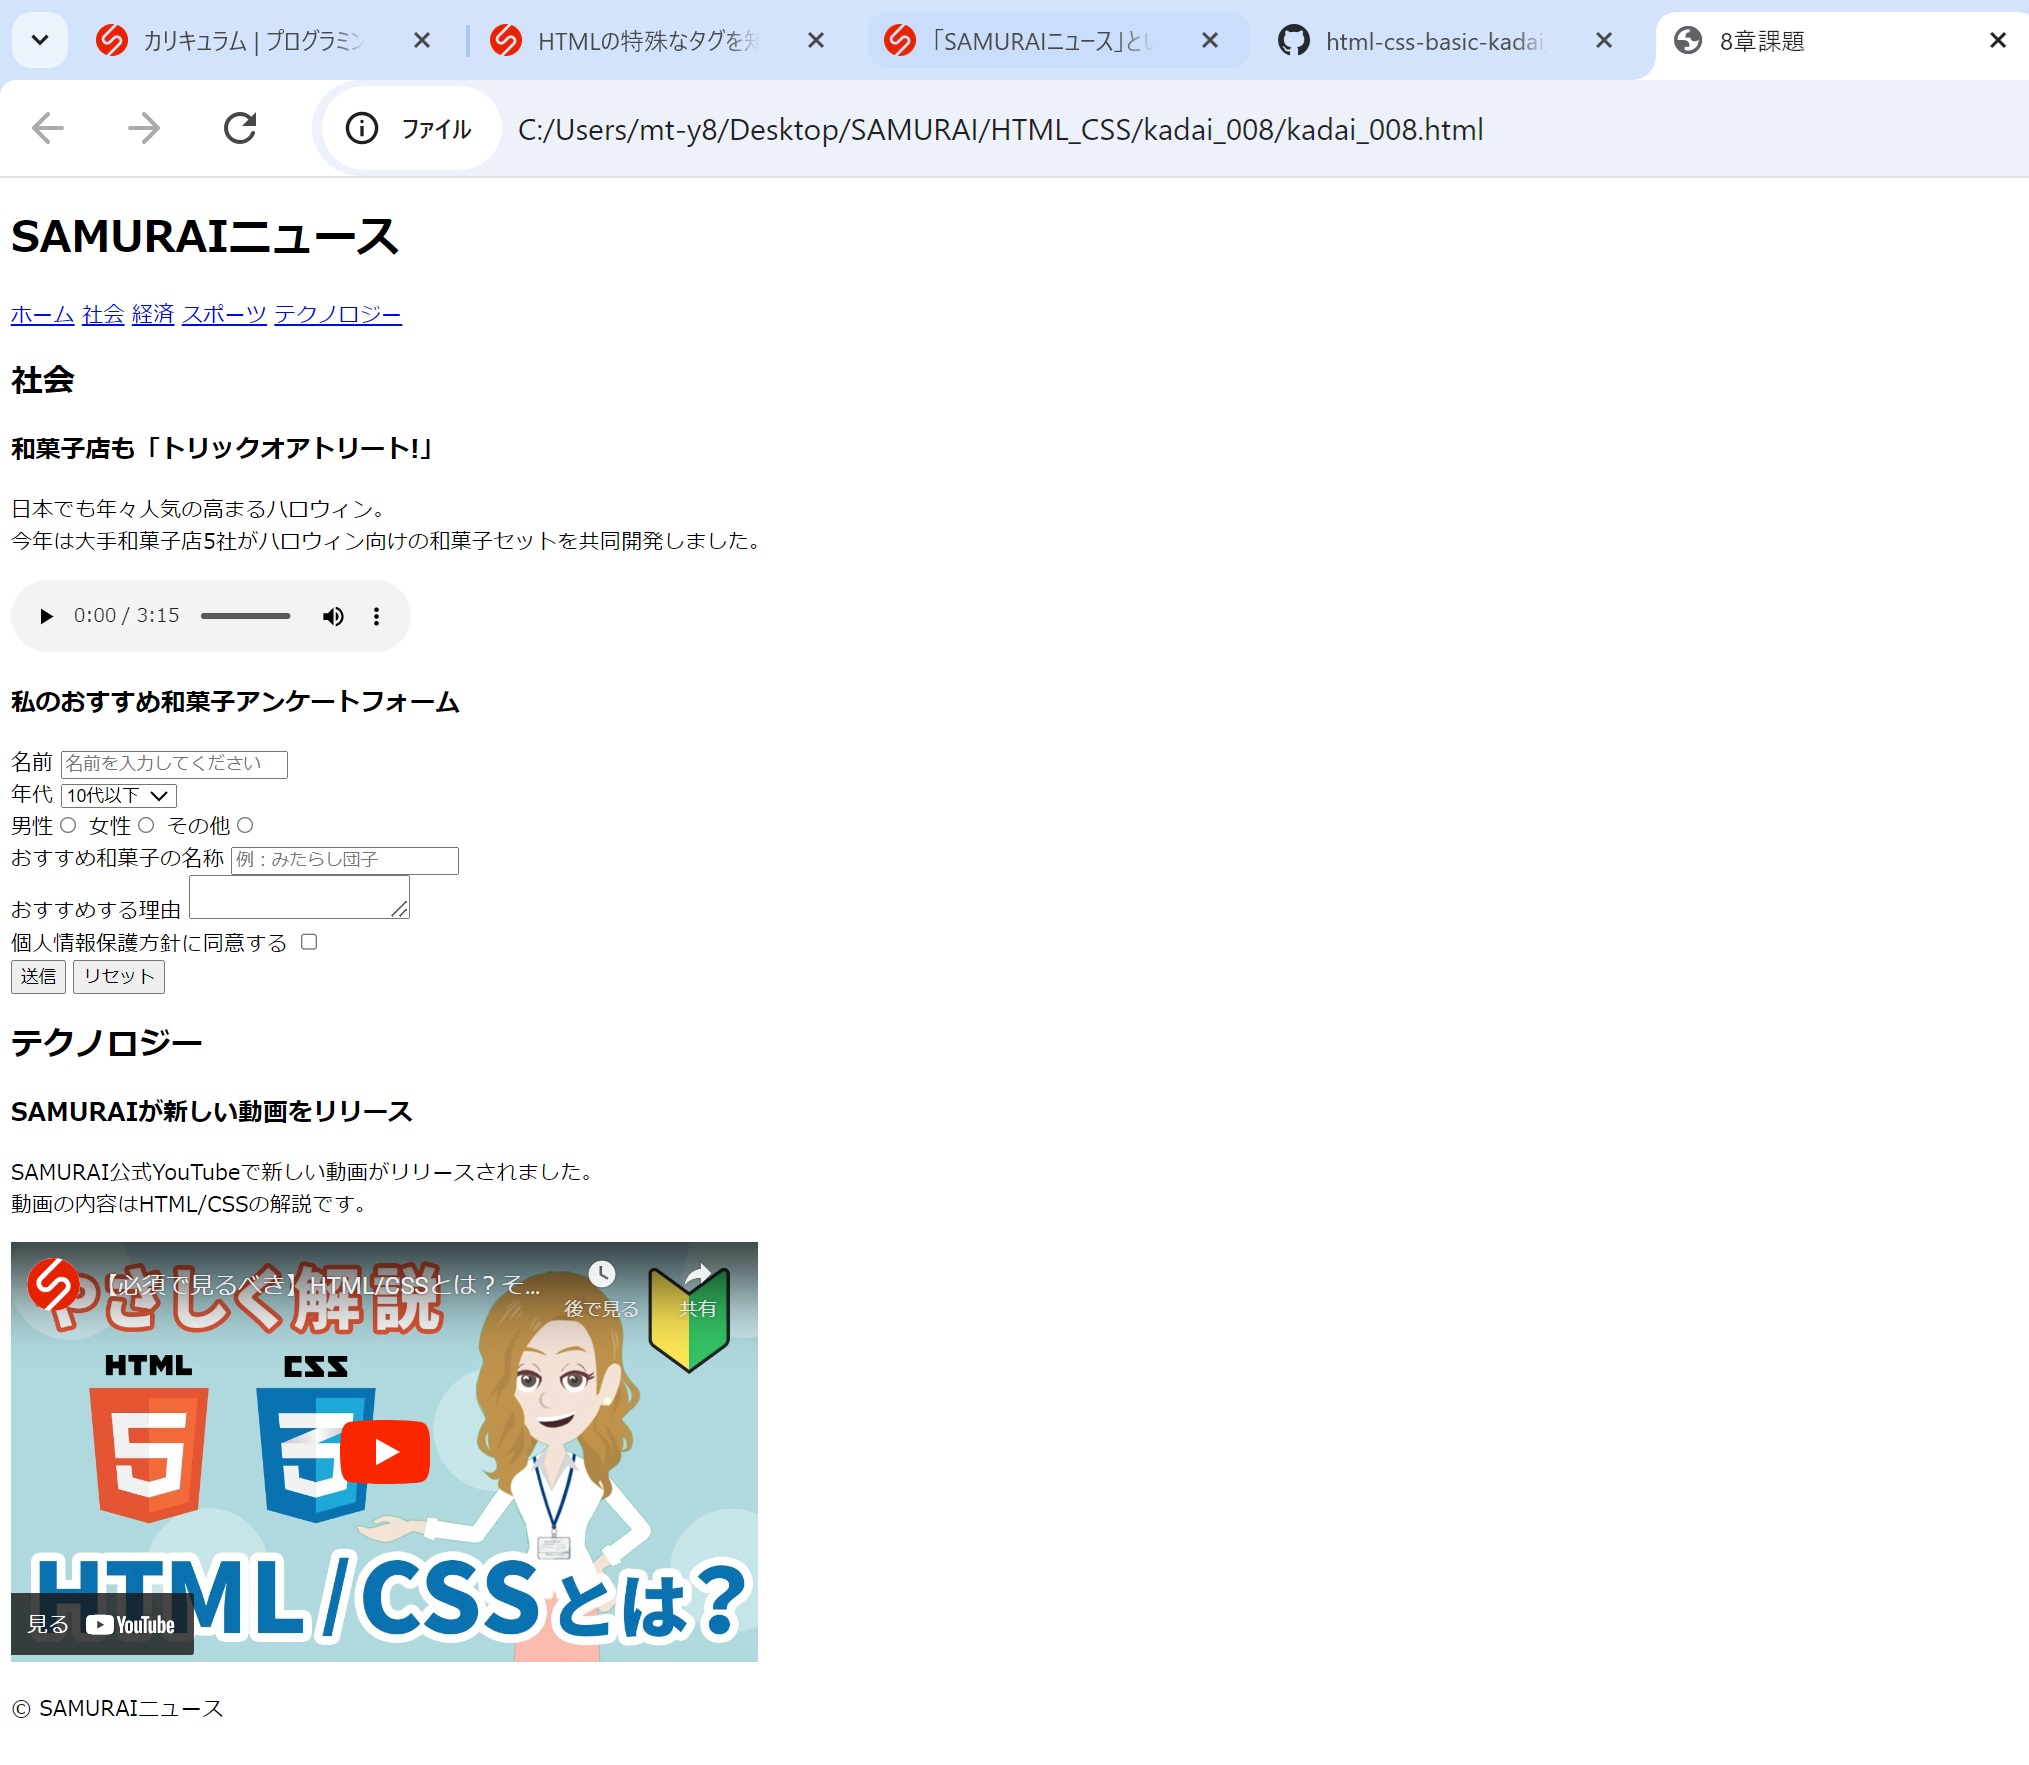 カリキュラム | プログラミン
HTMLの特殊なタグを知
「SAMURAIニュース」とい
html-css-basic-kadai
8章課題
ファイル
C:/Users/mt-y8/Desktop/SAMURAI/HTML_CSS/kadai_008/kadai_008.html
SAMURAIニュース
ホーム 社会 経済 スポーツ テクノロジー
社会
和菓子店も「トリックオアトリート!」
日本でも年々人気の高まるハロウィン。
今年は大手和菓子店5社がハロウィン向けの和菓子セットを共同開発しました。
0:00 / 3:15
私のおすすめ和菓子アンケートフォーム
名前 名前を入力してください
年代 10代以下
男性 女性 その他
おすすめ和菓子の名称 例：みたらし団子
おすすめする理由
個人情報保護方針に同意する
送信 リセット
テクノロジー
SAMURAIが新しい動画をリリース
SAMURAI公式YouTubeで新しい動画がリリースされました。
動画の内容はHTML/CSSの解説です。
【必須で見るべき】HTML/CSSとは？そ...
後で見る 共有
やさしく解説
HTML CSS
HTML/CSSとは？
見る YouTube
© SAMURAIニュース